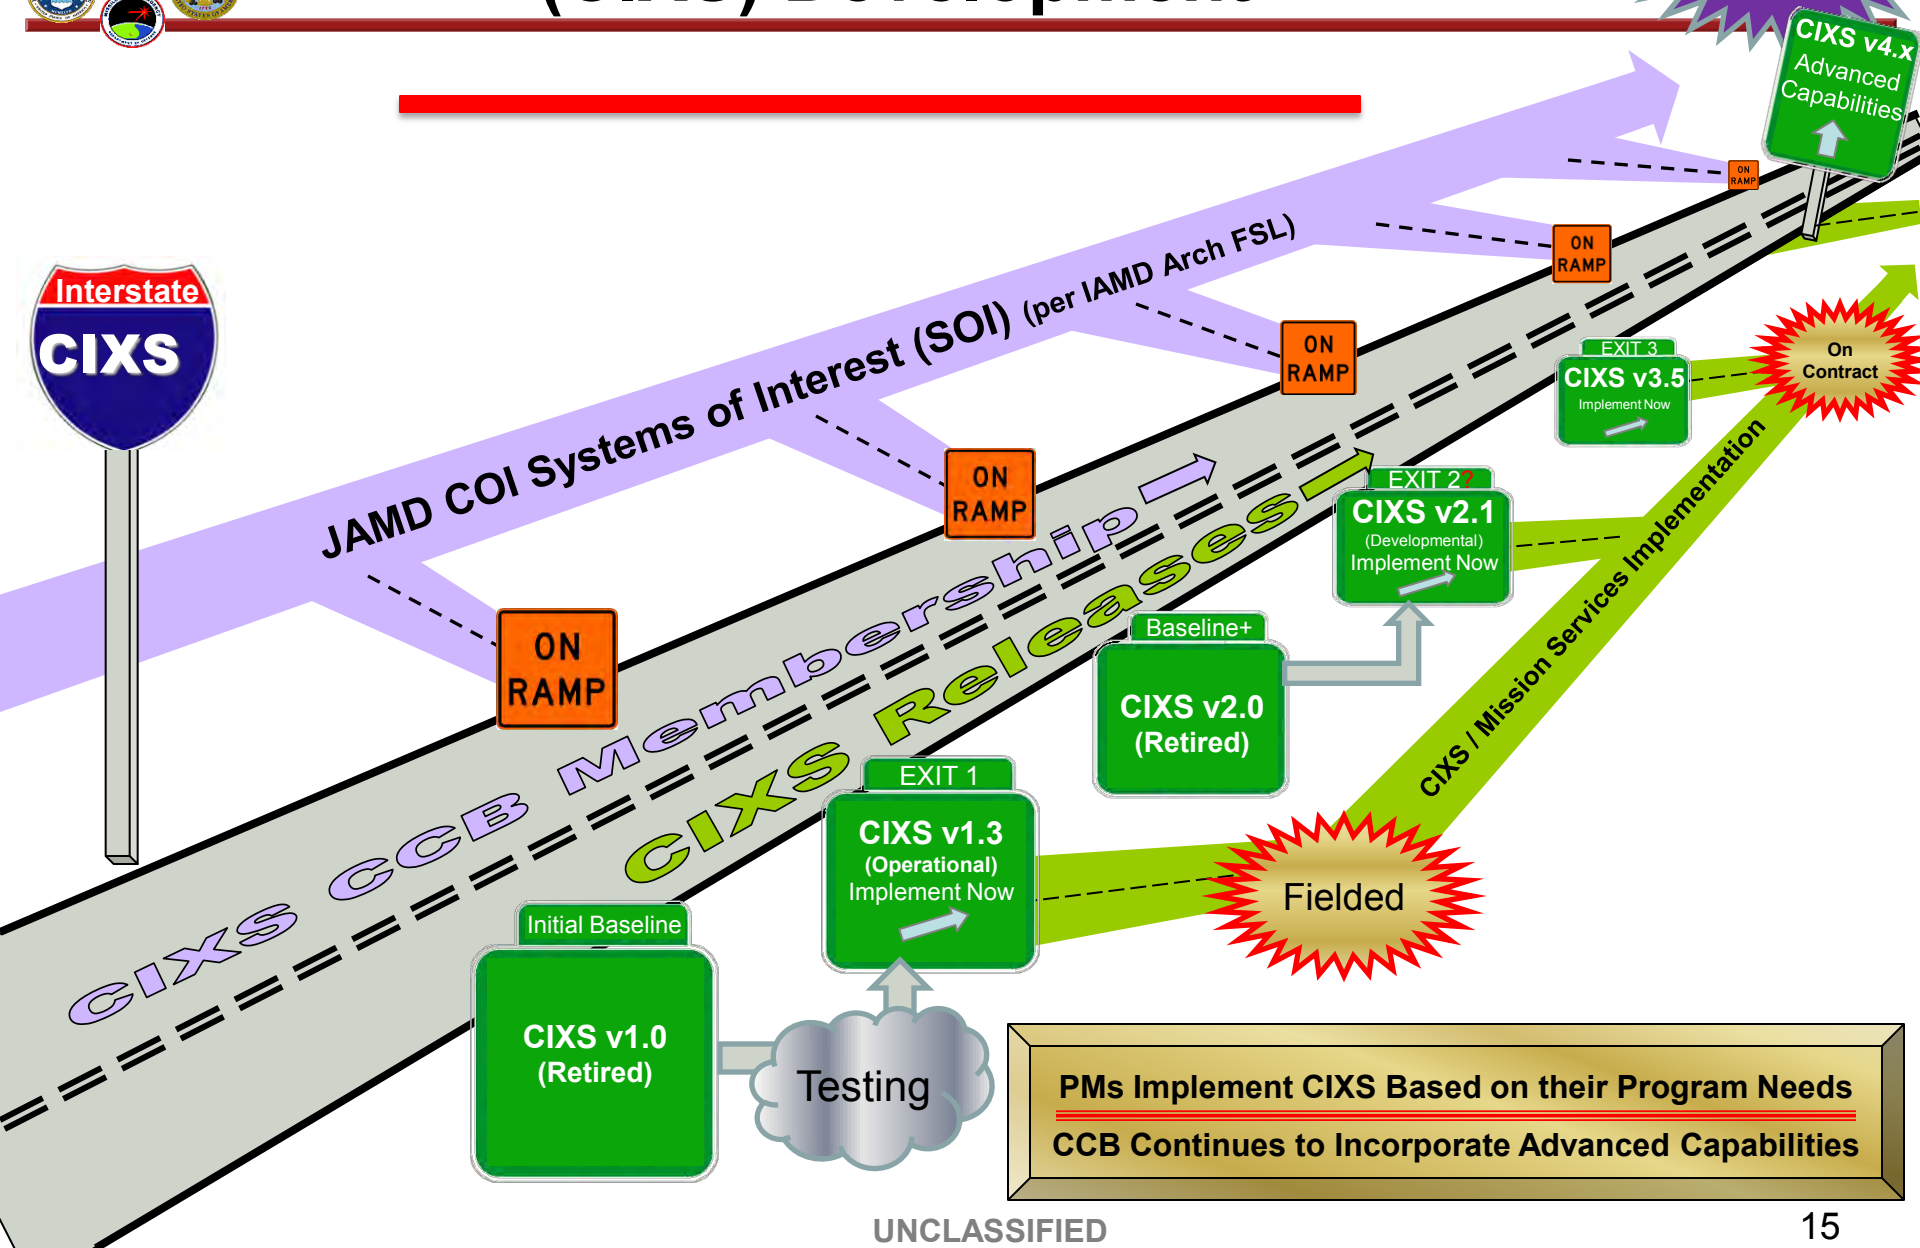 (CIXS) Development
CIXS v4.x
Advanced
Capabilities
ON
RAMP
ON
RAMP
Interstate
CIXS
JAMD COI Systems of Interest (SOI) (per IAMD Arch FSL)
ON
RAMP
On
Contract
EXIT 3
CIXS v3.5
Implement Now
ON
RAMP
EXIT 2?
CIXS v2.1
(Developmental)
Implement Now
ON
RAMP
CIXS CCB Membership
CIXS Releases
Baseline+
CIXS v2.0
(Retired)
CIXS / Mission Services Implementation
EXIT 1
CIXS v1.3
(Operational)
Implement Now
Fielded
Initial Baseline
CIXS v1.0
(Retired)
Testing
PMs Implement CIXS Based on their Program Needs
CCB Continues to Incorporate Advanced Capabilities
UNCLASSIFIED
15